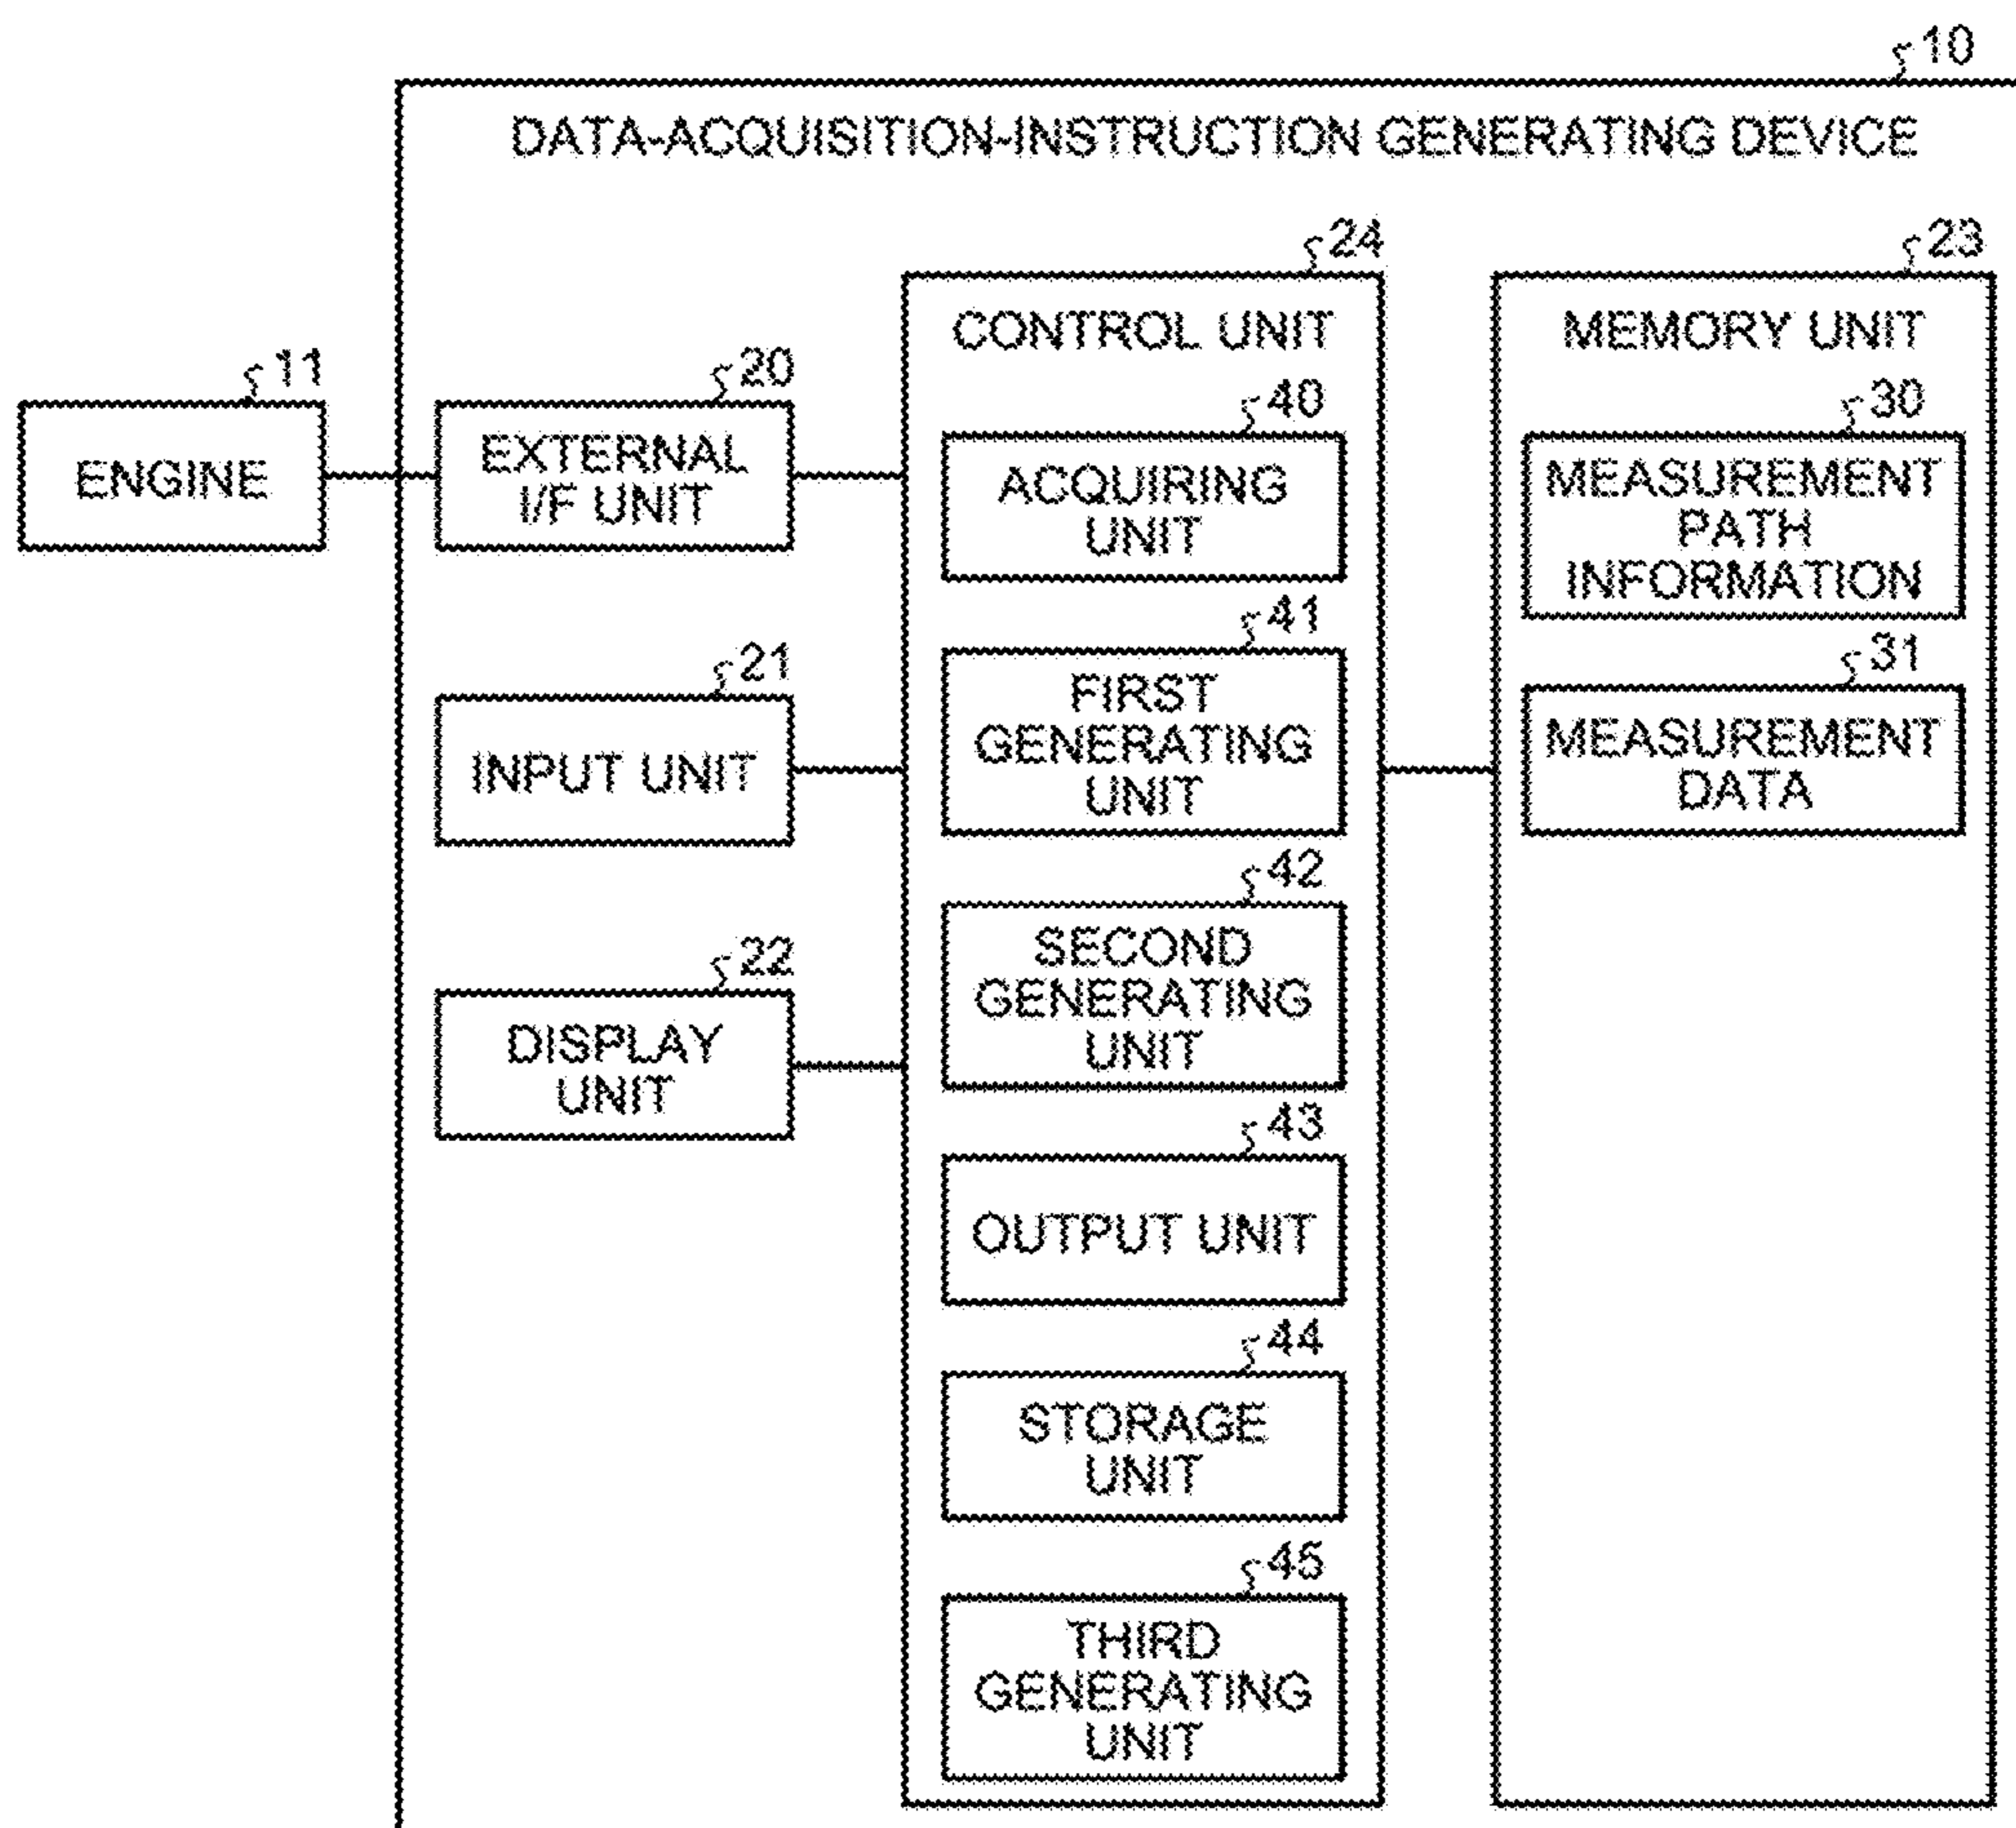 10
DATA-ACQUISITION-INSTRUCTION GENERATING DEVICE
11
ENGINE
20
EXTERNAL
I/F UNIT
21
INPUT UNIT
22
DISPLAY
UNIT
24
CONTROL UNIT
40
ACQUIRING
UNIT
41
FIRST
GENERATING
UNIT
42
SECOND
GENERATING
UNIT
43
OUTPUT UNIT
44
STORAGE
UNIT
45
THIRD
GENERATING
UNIT
23
MEMORY UNIT
30
MEASUREMENT
PATH
INFORMATION
31
MEASUREMENT
DATA